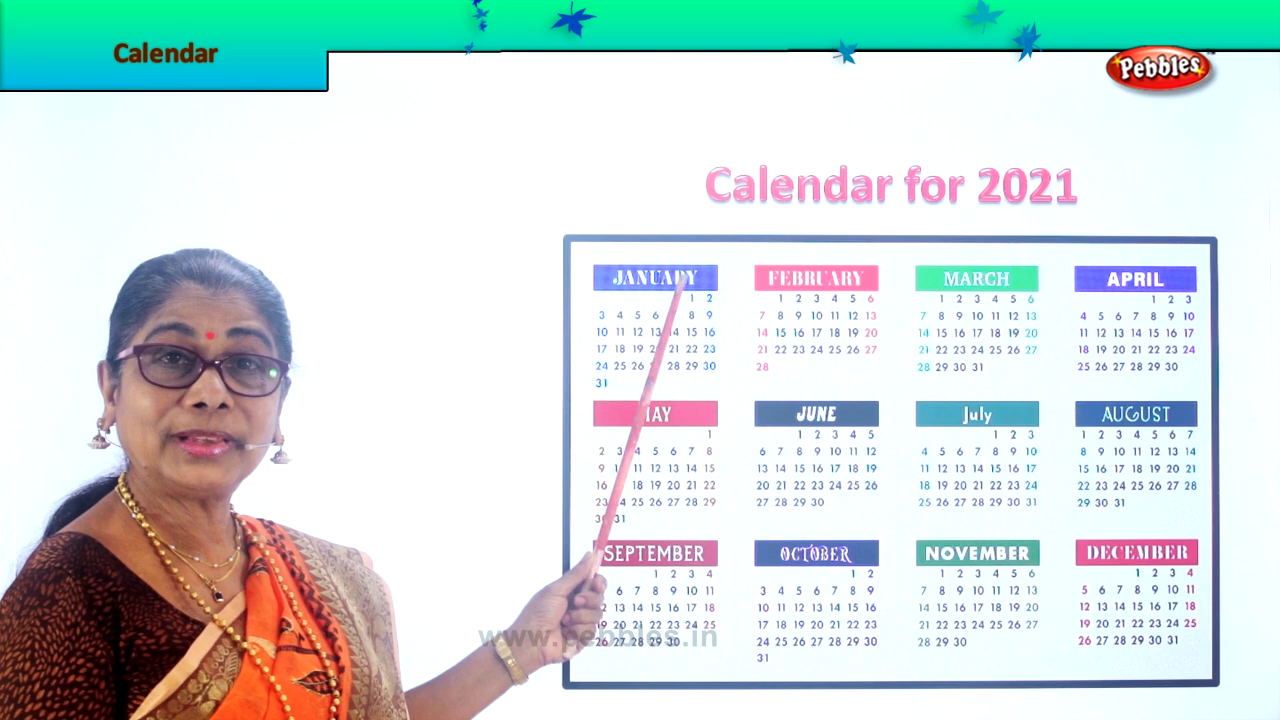 Calendar
Pebbles
Calendar for 2021
JANUARY
1 2
3 4 5 6 8 9
10 11 12 13 14 15 16
17 18 19 20 21 22 23
24 25 26 28 29 30
31
FEBRUARY
1 2 3 4 5 6
7 8 9 10 11 12 13
14 15 16 17 18 19 20
21 22 23 24 25 26 27
28
MARCH
1 2 3 4 5 6
7 8 9 10 11 12 13
14 15 16 17 18 19 20
21 22 23 24 25 26 27
28 29 30 31
APRIL
1 2 3
4 5 6 7 8 9 10
11 12 13 14 15 16 17
18 19 20 21 22 23 24
25 26 27 28 29 30
MAY
1
2 3 4 5 6 7 8
9 11 12 13 14 15
16 18 19 20 21 22
23 25 26 27 28 29
30 31
JUNE
1 2 3 4 5
6 7 8 9 10 11 12
13 14 15 16 17 18 19
20 21 22 23 24 25 26
27 28 29 30
July
1 2 3
4 5 6 7 8 9 10
11 12 13 14 15 16 17
18 19 20 21 22 23 24
25 26 27 28 29 30 31
AUGUST
1 2 3 4 5 6 7
8 9 10 11 12 13 14
15 16 17 18 19 20 21
22 23 24 25 26 27 28
29 30 31
SEPTEMBER
1 2 3 4
6 7 8 9 10 11
13 14 15 16 17 18
19 20 21 22 23 24 25
26 27 28 29 30
OCTOBER
1 2
3 4 5 6 7 8 9
10 11 12 13 14 15 16
17 18 19 20 21 22 23
24 25 26 27 28 29 30
31
NOVEMBER
1 2 3 4 5 6
7 8 9 10 11 12 13
14 15 16 17 18 19 20
21 22 23 24 25 26 27
28 29 30
DECEMBER
1 2 3 4
5 6 7 8 9 10 11
12 13 14 15 16 17 18
19 20 21 22 23 24 25
26 27 28 29 30 31
www.pebbles.in